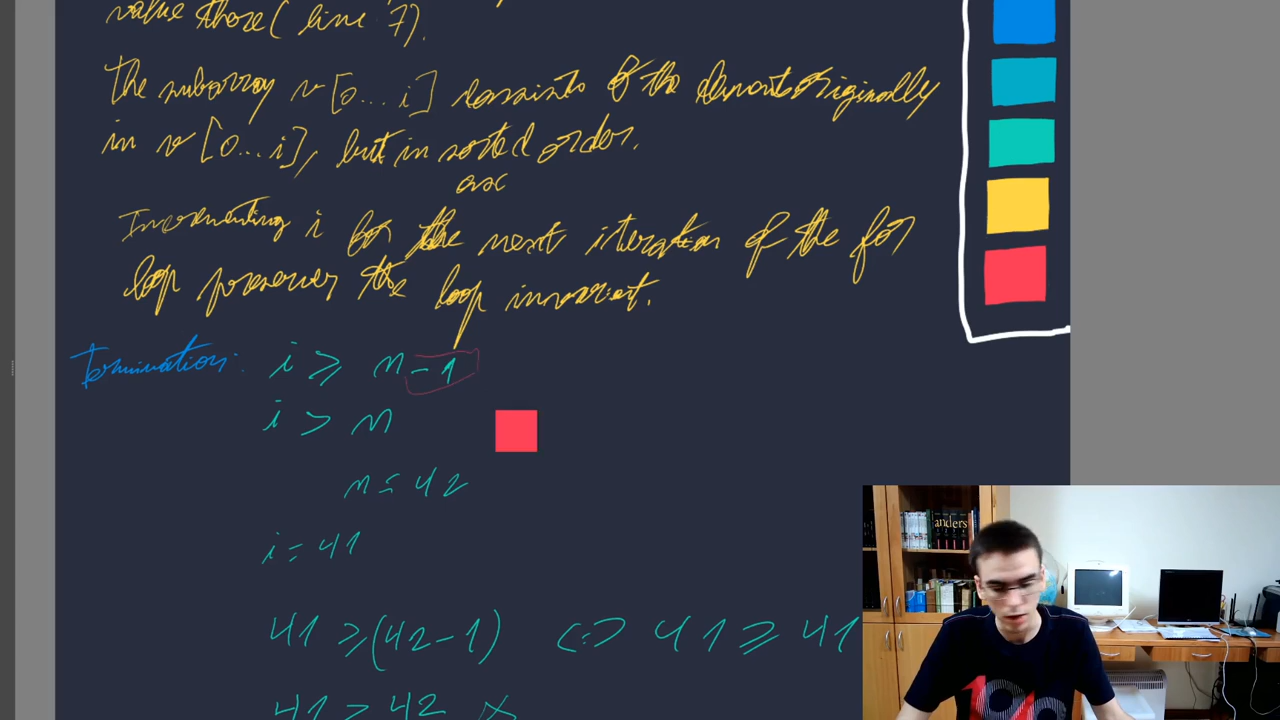 value those (line 7).
The subarray v[0...i] consists of the elements originally
in v[0...i], but in sorted order.
asc
Incrementing i for the next iteration of the for
loop preserves the loop invariant.
Termination: i ⩾ n - 1
i > n
n = 42
i = 41
41 ⩾ (42-1) <=> 41 ⩾ 41
41 > 42 ×
anders